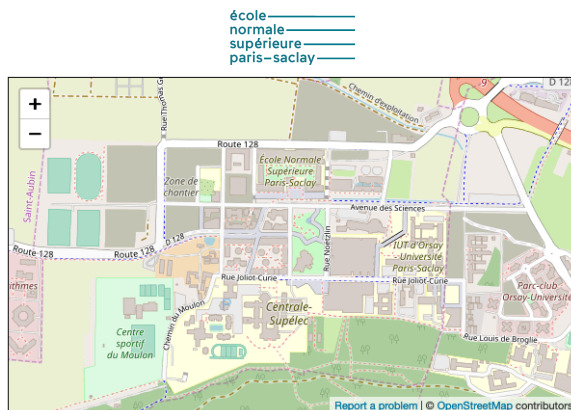 école
normale
supérieure
paris-saclay
+
−
Chemin d'exploitation
D 128
Route 128
École Normale
Supérieure
Paris-Saclay
Zone de
chantier
Saint-Aubin
Avenue des Sciences
D 128
Route 128
Route 128
Rue Noetzlin
IUT d'Orsay
Université
Paris-Saclay
Rue Joliot-Curie
Rue Joliot-Curie
Parc-club
Orsay-Université
ithmes
Chemin du Moulon
Centrale-
Supélec
Centre
sportif
du Moulon
Rue Louis de Broglie
Report a problem | © OpenStreetMap contributors